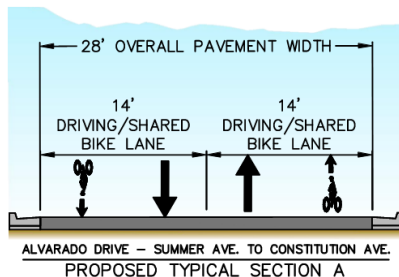 28' OVERALL PAVEMENT WIDTH
14' 14'
DRIVING/SHARED DRIVING/SHARED
BIKE LANE BIKE LANE
ALVARADO DRIVE – SUMMER AVE. TO CONSTITUTION AVE.
PROPOSED TYPICAL SECTION A